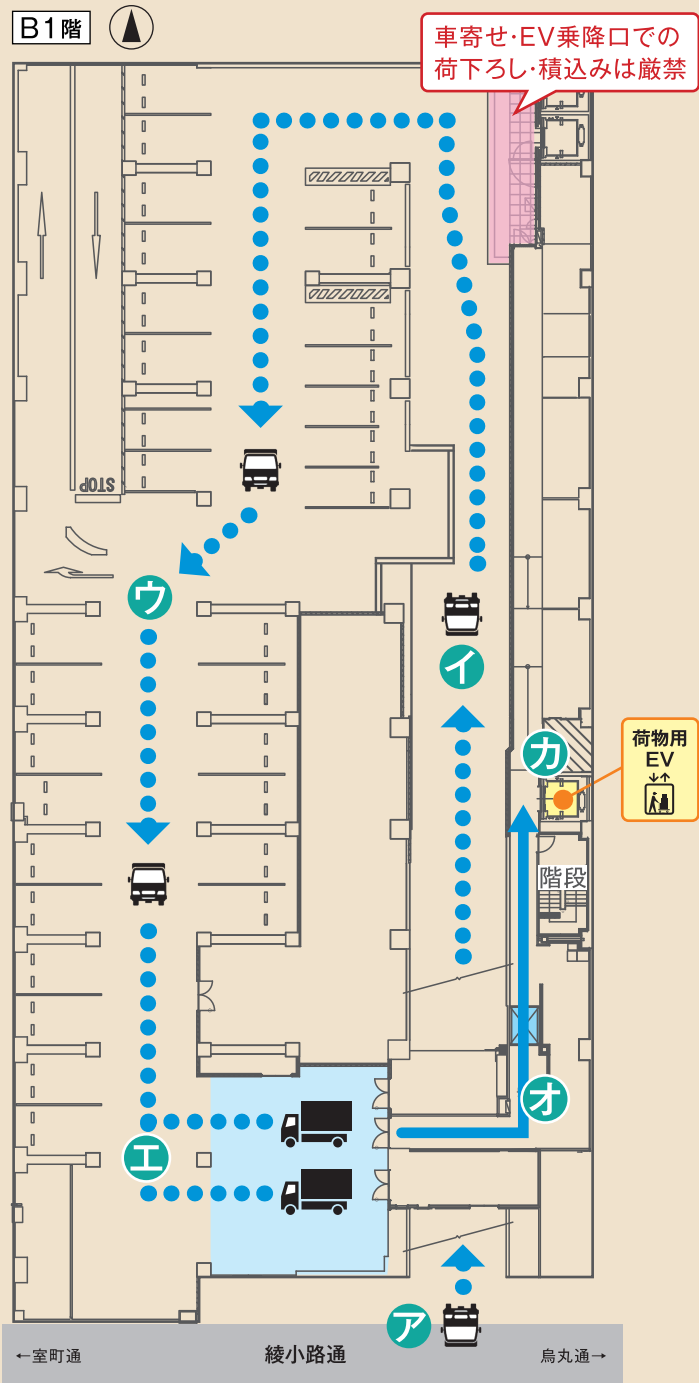 B1階
車寄せ・EV乗降口での
荷下ろし・積込みは厳禁
STOP
ウ
イ
カ
荷物用
EV
階段
オ
エ
ア
←室町通
綾小路通
烏丸通→